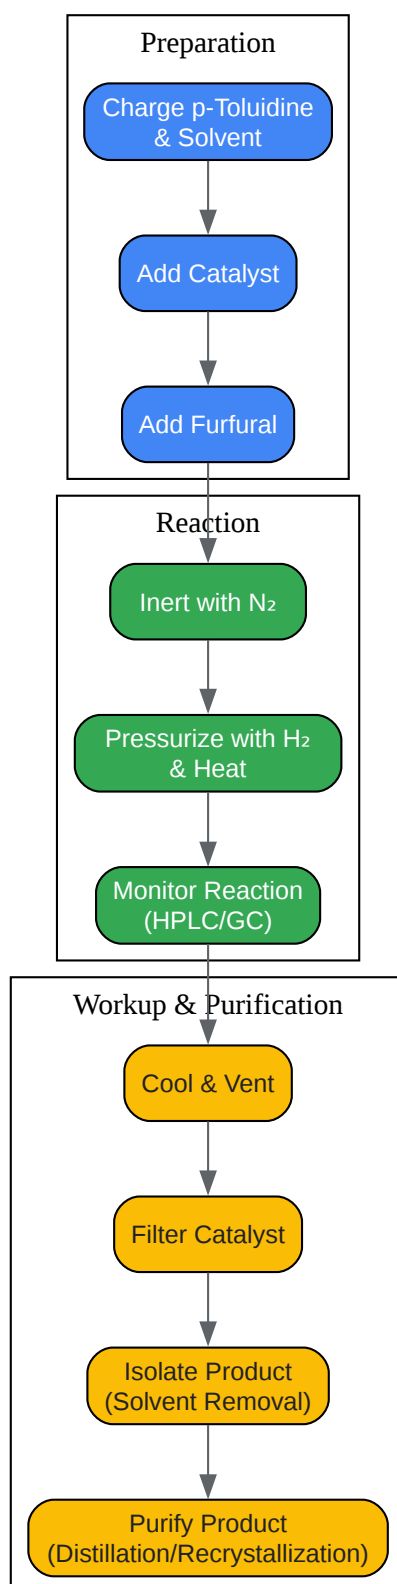 Preparation
Charge p-Toluidine
& Solvent
Add Catalyst
Add Furfural
Reaction
Inert with N₂
Pressurize with H₂
& Heat
Monitor Reaction
(HPLC/GC)
Workup & Purification
Cool & Vent
Filter Catalyst
Isolate Product
(Solvent Removal)
Purify Product
(Distillation/Recrystallization)